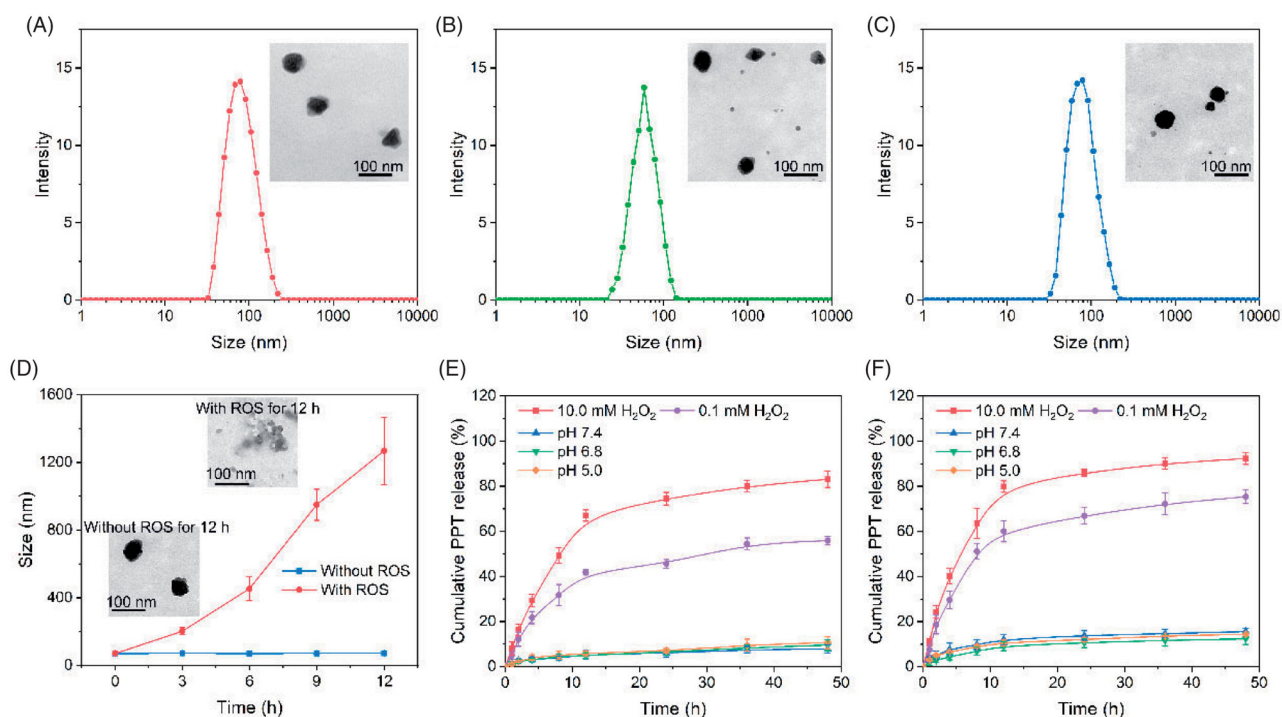 (A)
15
10
5
0
Intensity
100 nm
1 10 100 1000 10000
Size (nm)
(B)
15
10
5
0
Intensity
100 nm
1 10 100 1000 10000
Size (nm)
(C)
15
10
5
0
Intensity
100 nm
1 10 100 1000 10000
Size (nm)
(D)
1600
1200
800
400
0
Size (nm)
With ROS for 12 h
100 nm
Without ROS for 12 h
100 nm
Without ROS
With ROS
0 3 6 9 12
Time (h)
(E)
120
100
80
60
40
20
0
Cumulative PPT release (%)
10.0 mM H₂O₂ 0.1 mM H₂O₂
pH 7.4
pH 6.8
pH 5.0
0 10 20 30 40 50
Time (h)
(F)
120
100
80
60
40
20
0
Cumulative PPT release (%)
10.0 mM H₂O₂ 0.1 mM H₂O₂
pH 7.4
pH 6.8
pH 5.0
0 10 20 30 40 50
Time (h)